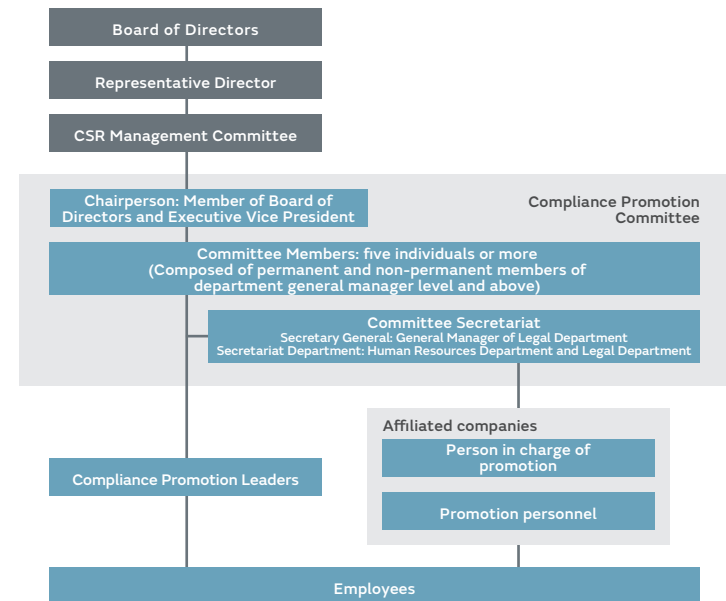 Board of Directors
Representative Director
CSR Management Committee
Chairperson: Member of Board of
Directors and Executive Vice President
Compliance Promotion
Committee
Committee Members: five individuals or more
(Composed of permanent and non-permanent members of
department general manager level and above)
Committee Secretariat
Secretary General: General Manager of Legal Department
Secretariat Department: Human Resources Department and Legal Department
Affiliated companies
Person in charge of
promotion
Compliance Promotion Leaders
Promotion personnel
Employees